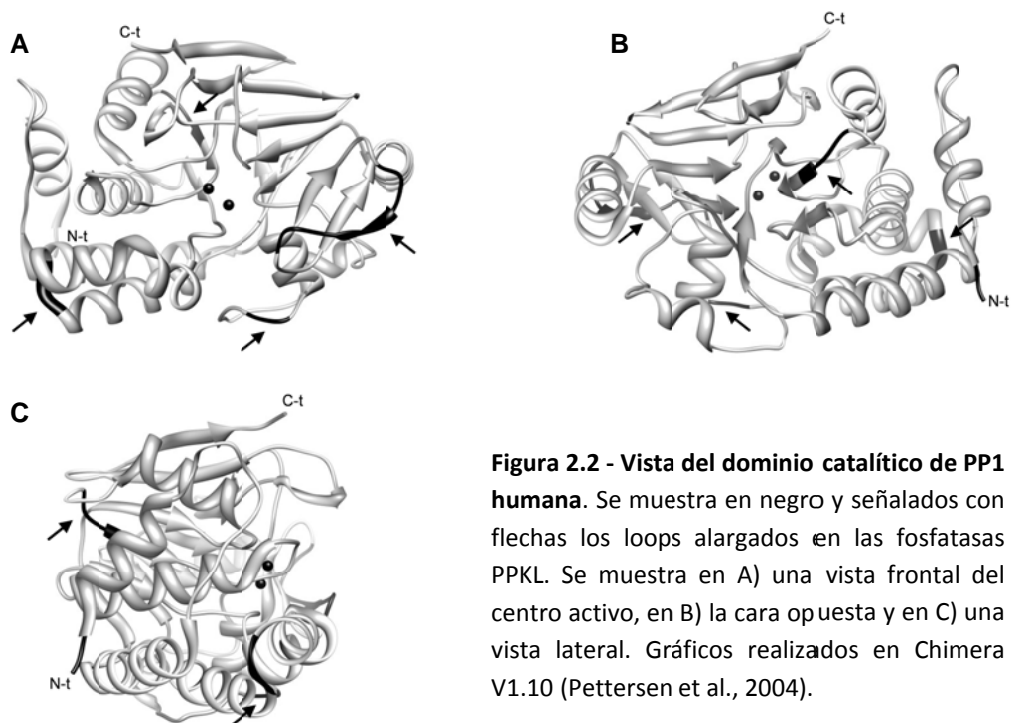 A
C-t
N-t
B
C-t
N-t
C
C-t
N-t
Figura 2.2 - Vista del dominio catalítico de PP1
humana. Se muestra en negro y señalados con
flechas los loops alargados en las fosfatasas
PPKL. Se muestra en A) una vista frontal del
centro activo, en B) la cara opuesta y en C) una
vista lateral. Gráficos realizados en Chimera
V1.10 (Pettersen et al., 2004).